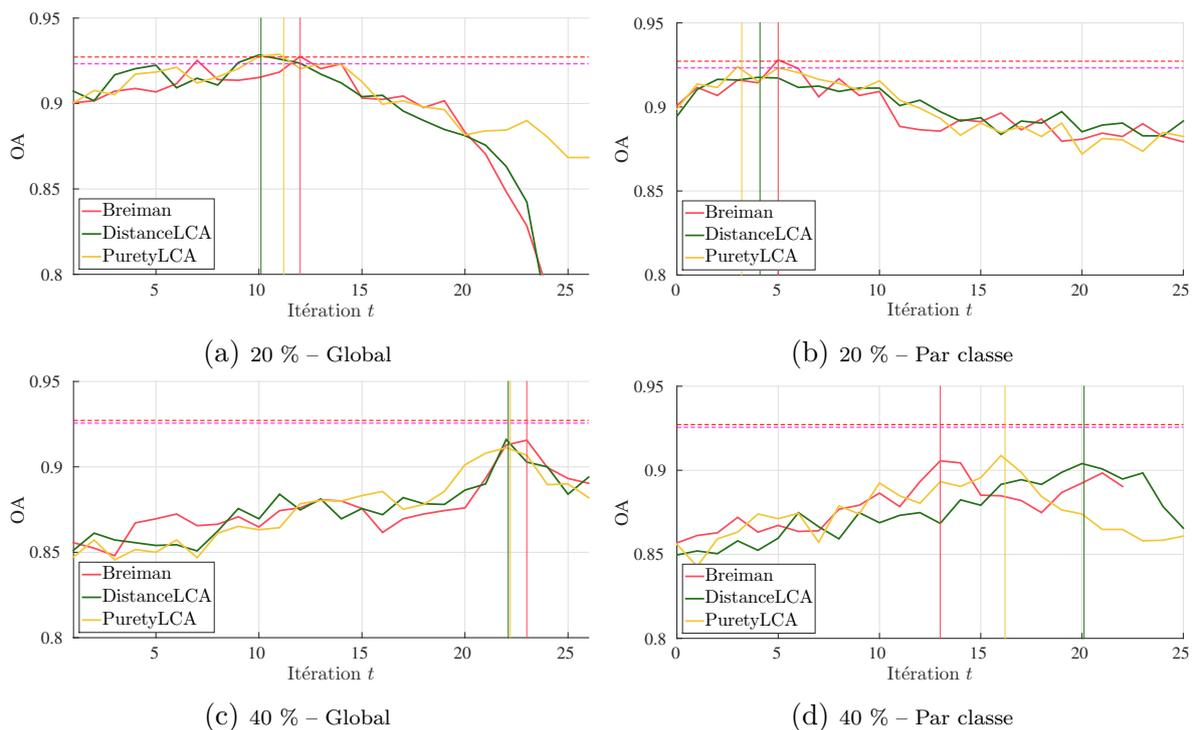 0.95
0.9
0.85
0.8
OA
Breiman
DistanceLCA
PuretyLCA
5
10
15
20
25
Itération t
(a) 20 % – Global
0.95
0.9
0.85
0.8
OA
Breiman
DistanceLCA
PuretyLCA
0
5
10
15
20
25
Itération t
(b) 20 % – Par classe
0.95
0.9
0.85
0.8
OA
Breiman
DistanceLCA
PuretyLCA
5
10
15
20
25
Itération t
(c) 40 % – Global
0.95
0.9
0.85
0.8
OA
Breiman
DistanceLCA
PuretyLCA
0
5
10
15
20
25
Itération t
(d) 40 % – Par classe